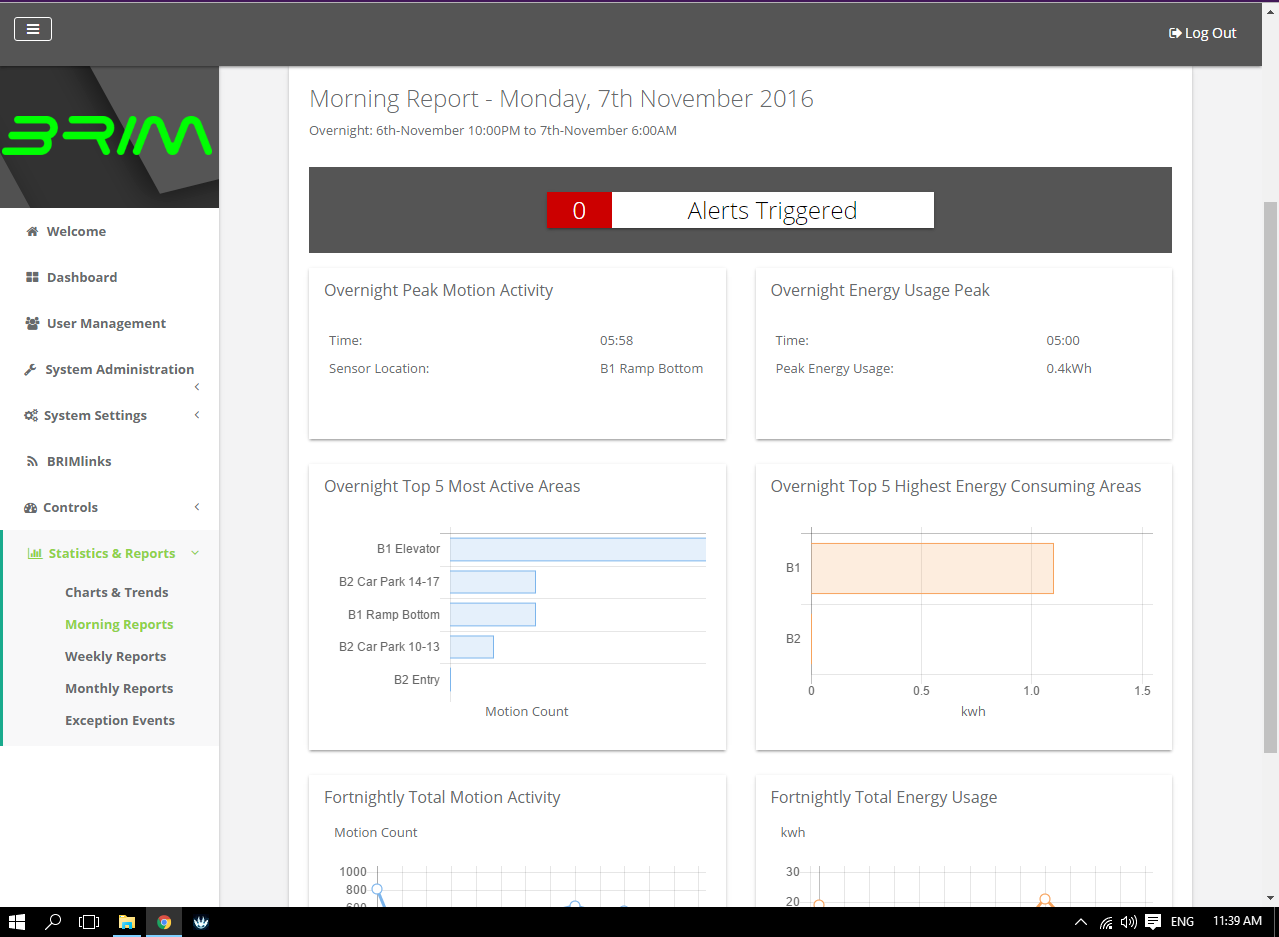 Log Out
BRIM
Welcome
Dashboard
User Management
System Administration
System Settings
BRIMlinks
Controls
Statistics & Reports
Charts & Trends
Morning Reports
Weekly Reports
Monthly Reports
Exception Events
Morning Report - Monday, 7th November 2016
Overnight: 6th-November 10:00PM to 7th-November 6:00AM
0 Alerts Triggered
Overnight Peak Motion Activity
Time: 05:58
Sensor Location: B1 Ramp Bottom
Overnight Energy Usage Peak
Time: 05:00
Peak Energy Usage: 0.4kWh
Overnight Top 5 Most Active Areas
B1 Elevator
B2 Car Park 14-17
B1 Ramp Bottom
B2 Car Park 10-13
B2 Entry
Motion Count
Overnight Top 5 Highest Energy Consuming Areas
B1
B2
0 0.5 1.0 1.5
kwh
Fortnightly Total Motion Activity
Motion Count
1000
800
600
Fortnightly Total Energy Usage
kwh
30
20
ENG 11:39 AM